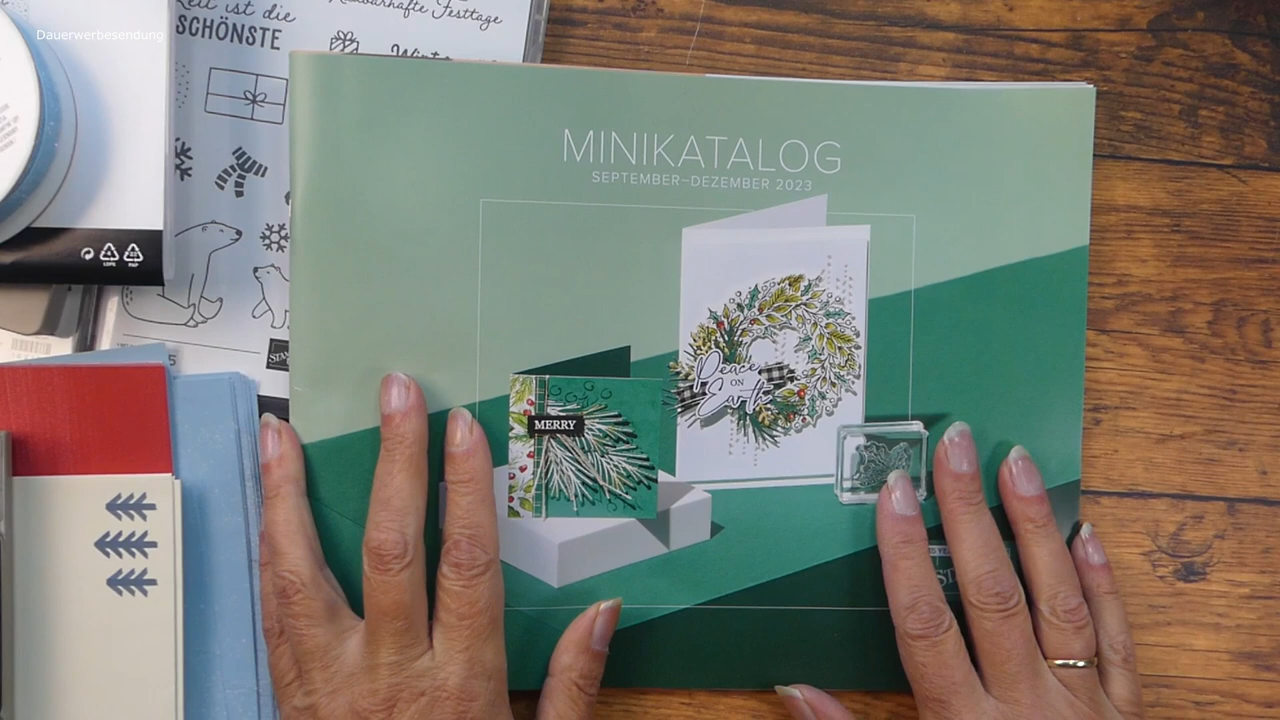 Dauerwerbesendung
Zeit ist die
SCHÖNSTE
Festtage
MINIKATALOG
SEPTEMBER–DEZEMBER 2023
Peace
ON
Earth
MERRY